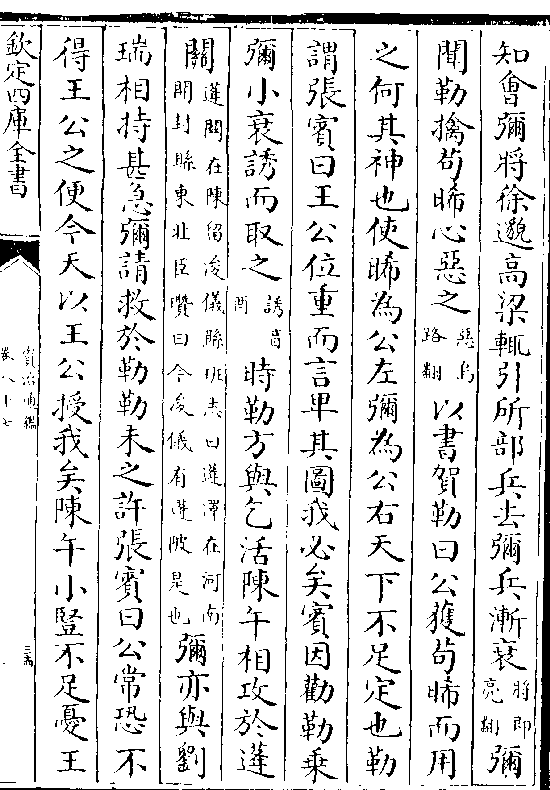 知會彌將徐邈高梁輒引所部兵去彌兵漸衰將即亮翻彌
聞勒擒茍晞心惡之惡烏路翻以書賀勒曰公獲茍晞而用
之何其神也使晞為公左彌為公右天下不足定也勒
謂張賓曰王公位重而言卑其圖我必矣賓因勸勒乗
彌小衰誘而取之誘音酉時勒方與乞活陳午相攻於蓬
關蓬關在陳留浚儀縣班志曰蓬澤在河南開封縣東北臣瓚曰今浚儀有蓬陂是也彌亦與劉
瑞相持甚急彌請救於勒勒未之許張賓曰公常恐不
得王公之便今天以王公授我矣陳午小豎不足憂王
欽定四庫全書
資治通鑑
卷八十七